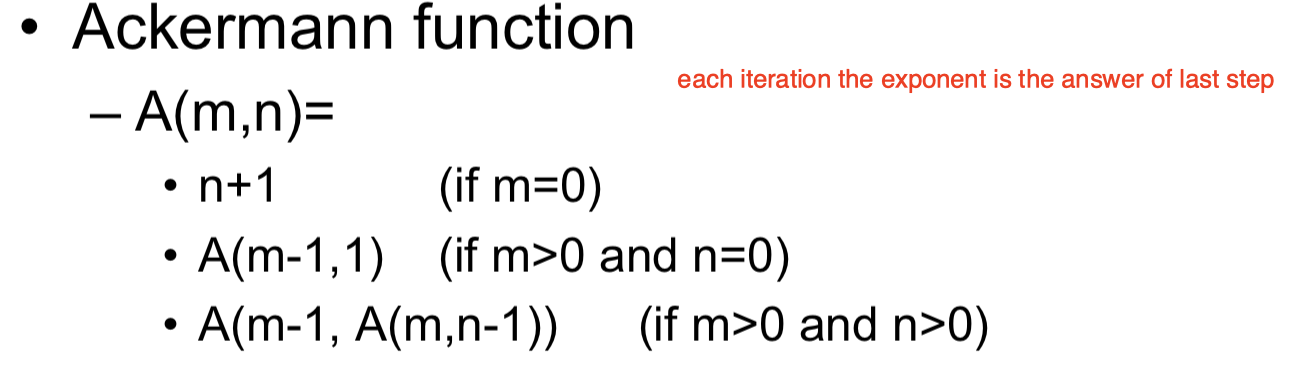 • Ackermann function
each iteration the exponent is the answer of last step
– A(m,n)=
• n+1 (if m=0)
• A(m-1,1) (if m>0 and n=0)
• A(m-1, A(m,n-1)) (if m>0 and n>0)